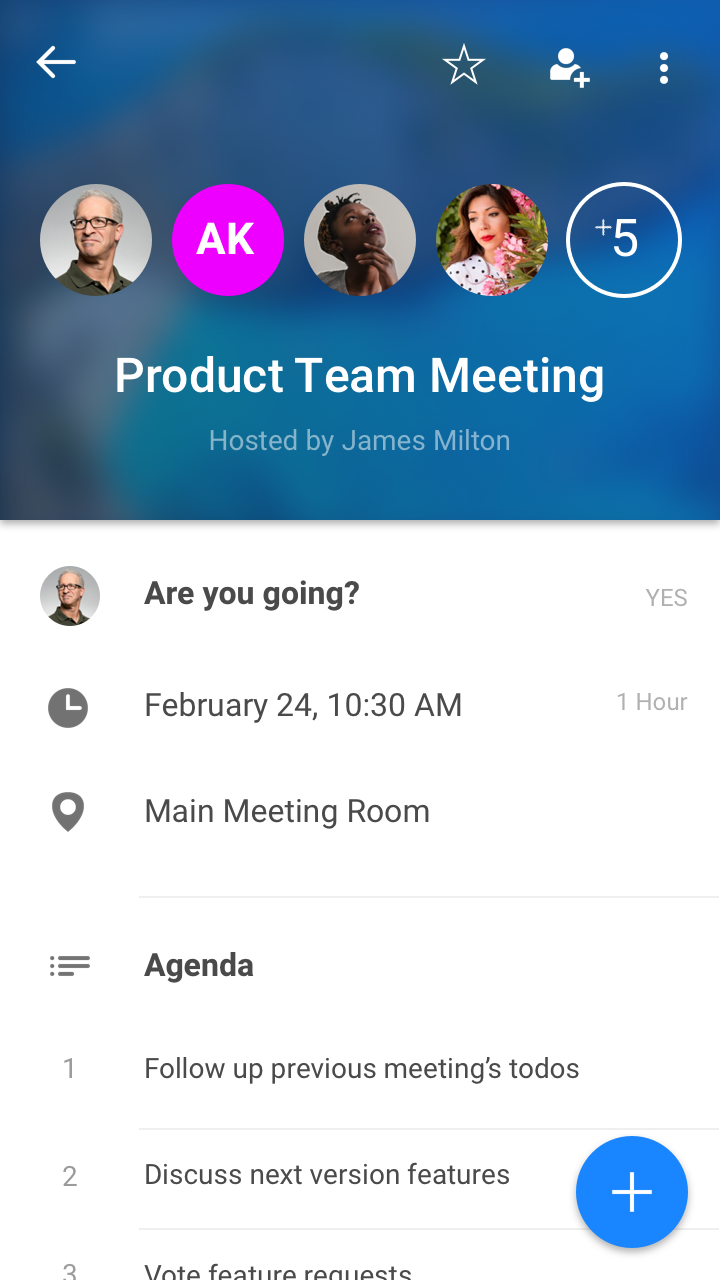 AK
+5
Product Team Meeting
Hosted by James Milton
Are you going?
YES
February 24, 10:30 AM
1 Hour
Main Meeting Room
Agenda
1 Follow up previous meeting’s todos
2 Discuss next version features
3 Vote feature requests